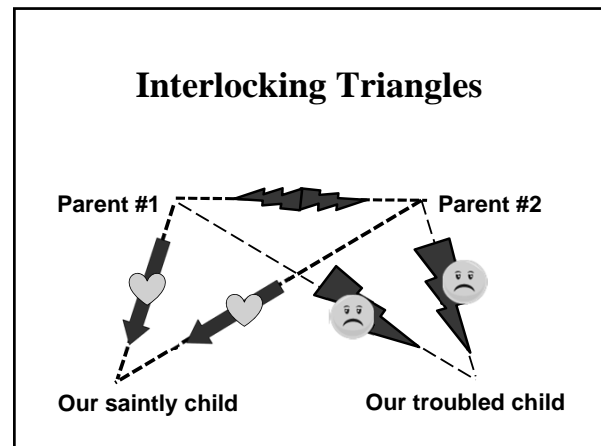 Interlocking Triangles
Parent #1
Parent #2
Our saintly child
Our troubled child